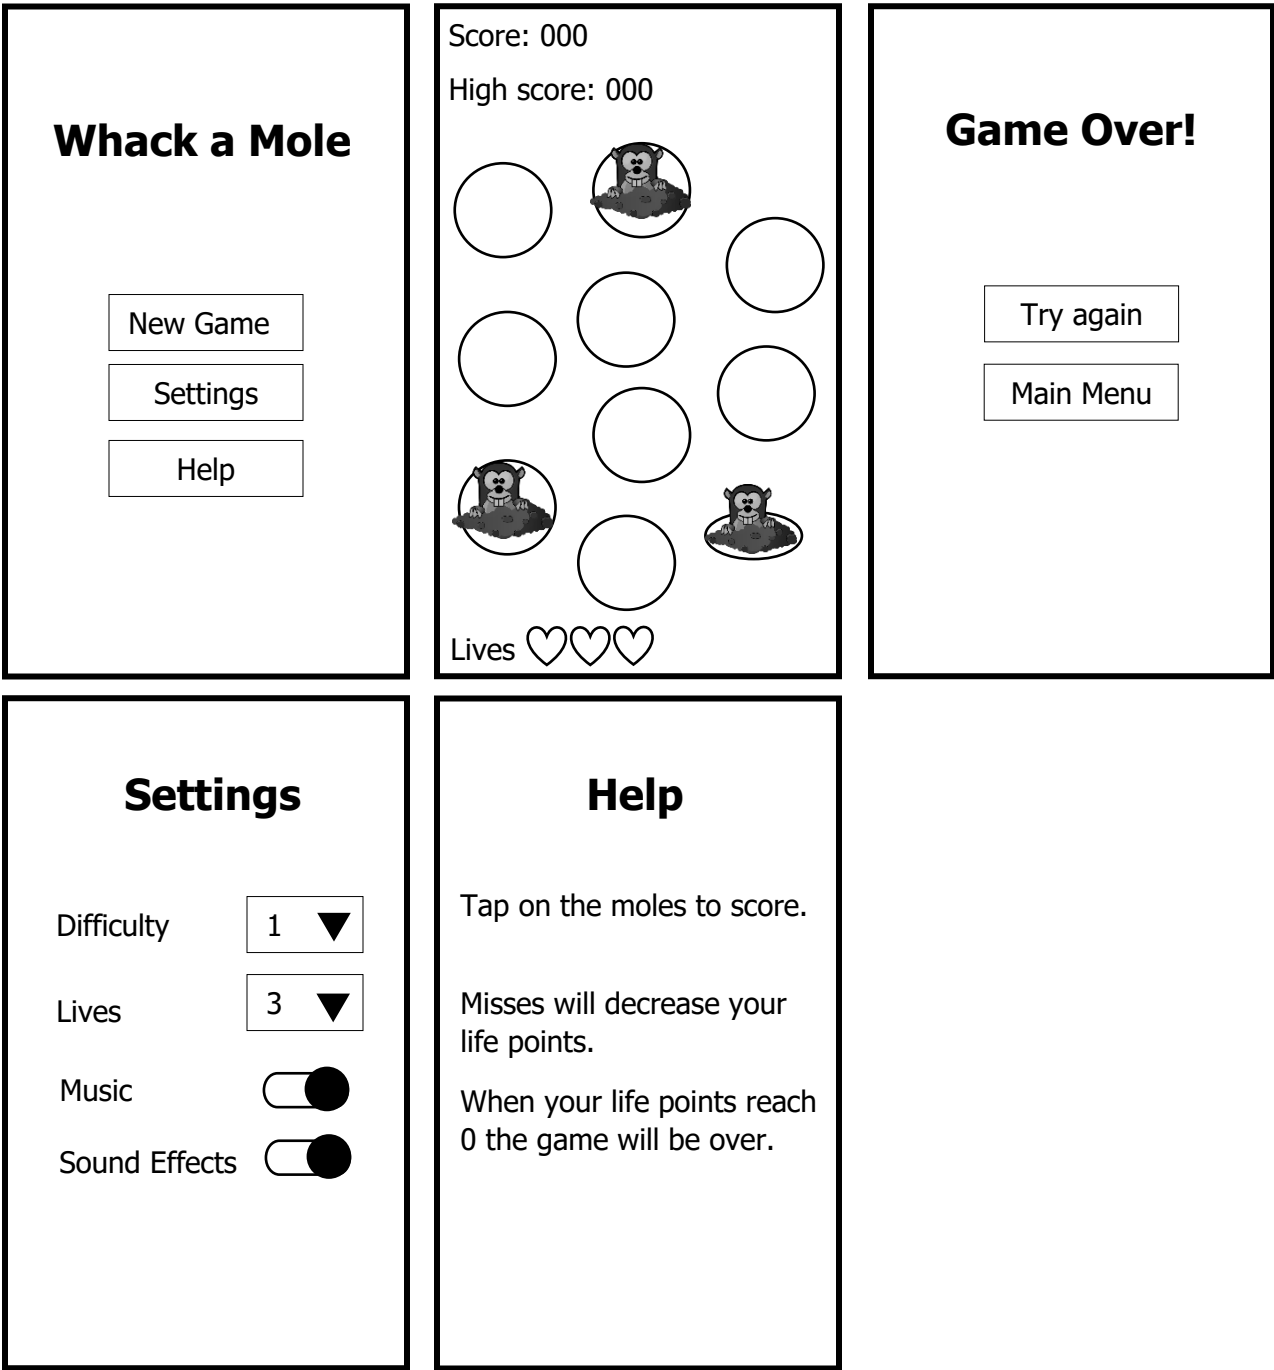 Whack a Mole
New Game
Settings
Help
Score: 000
High score: 000
Lives
Game Over!
Try again
Main Menu
Settings
Difficulty 1
Lives 3
Music
Sound Effects
Help
Tap on the moles to score.
Misses will decrease your
life points.
When your life points reach
0 the game will be over.